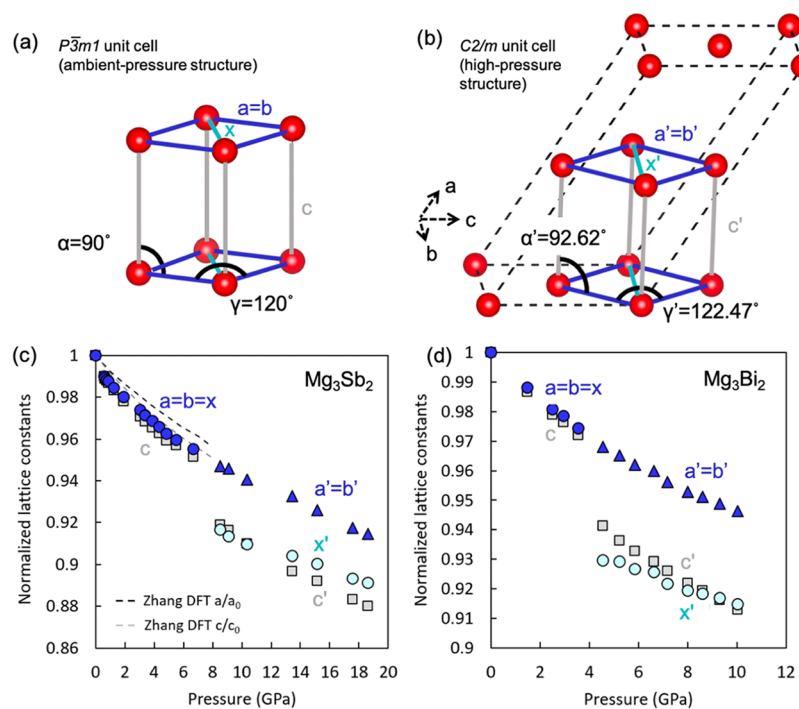 (a)
P3̅m1 unit cell
(ambient-pressure structure)
a=b
x
c
α=90˚
γ=120˚
(b)
C2/m unit cell
(high-pressure
structure)
a'=b'
x'
a
c
b
c'
α'=92.62˚
γ'=122.47˚
(c)
Mg₃Sb₂
Normalized lattice constants
1
0.98
0.96
0.94
0.92
0.9
0.88
0.86
a=b=x
c
a'=b'
x'
c'
Zhang DFT a/a₀
Zhang DFT c/c₀
0 2 4 6 8 10 12 14 16 18 20
Pressure (GPa)
(d)
Mg₃Bi₂
Normalized lattice constants
1
0.99
0.98
0.97
0.96
0.95
0.94
0.93
0.92
0.91
0.9
c
a'=b'
c'
x'
0 2 4 6 8 10 12
Pressure (GPa)